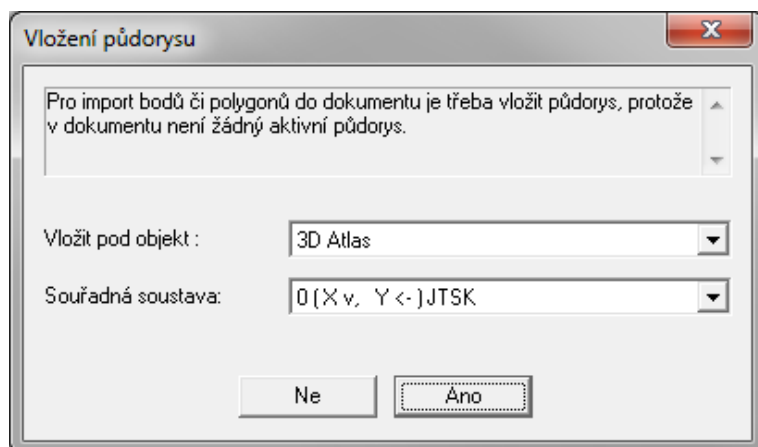 Vložení půdorysu
Pro import bodů či polygonů do dokumentu je třeba vložit půdorys, protože
v dokumentu není žádný aktivní půdorys.
Vložit pod objekt : 3D Atlas
Souřadná soustava: 0 ( X v, Y <- ) JTSK
Ne Ano